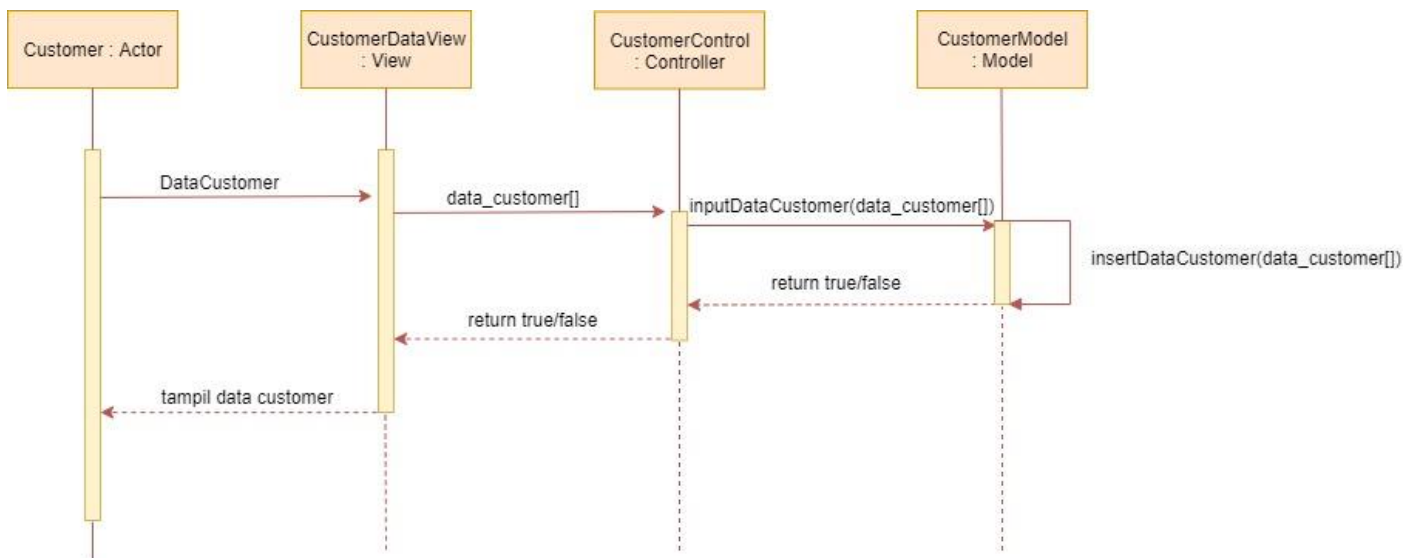 Customer : Actor
CustomerDataView
: View
CustomerControl
: Controller
CustomerModel
: Model
DataCustomer
data_customer[]
inputDataCustomer(data_customer[])
insertDataCustomer(data_customer[])
return true/false
return true/false
tampil data customer